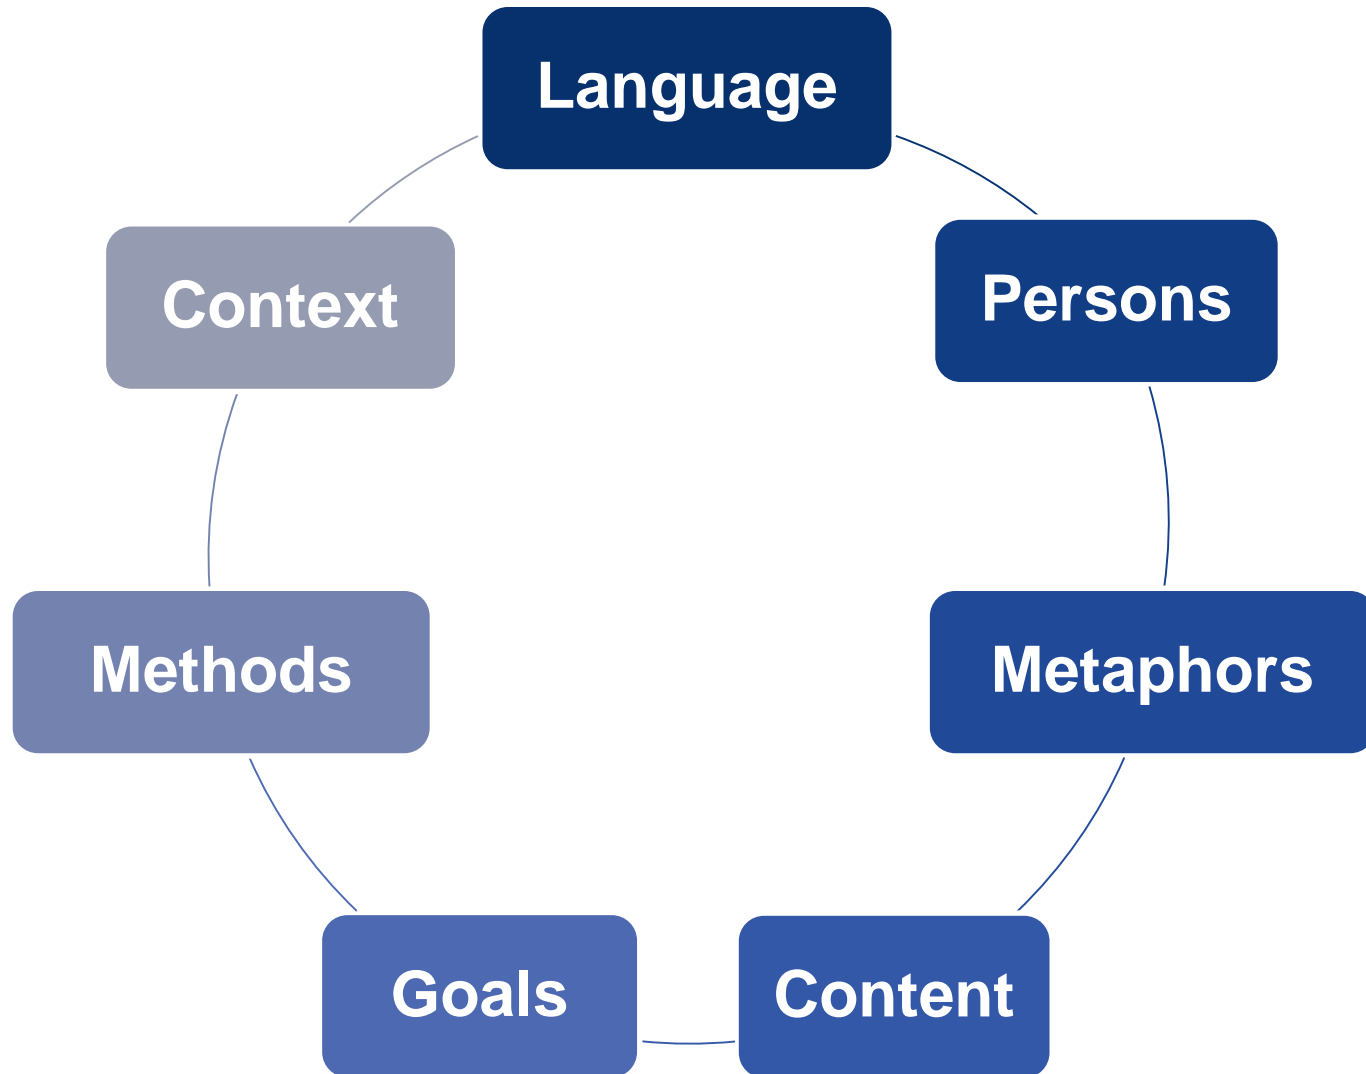 Language
Persons
Metaphors
Content
Goals
Methods
Context